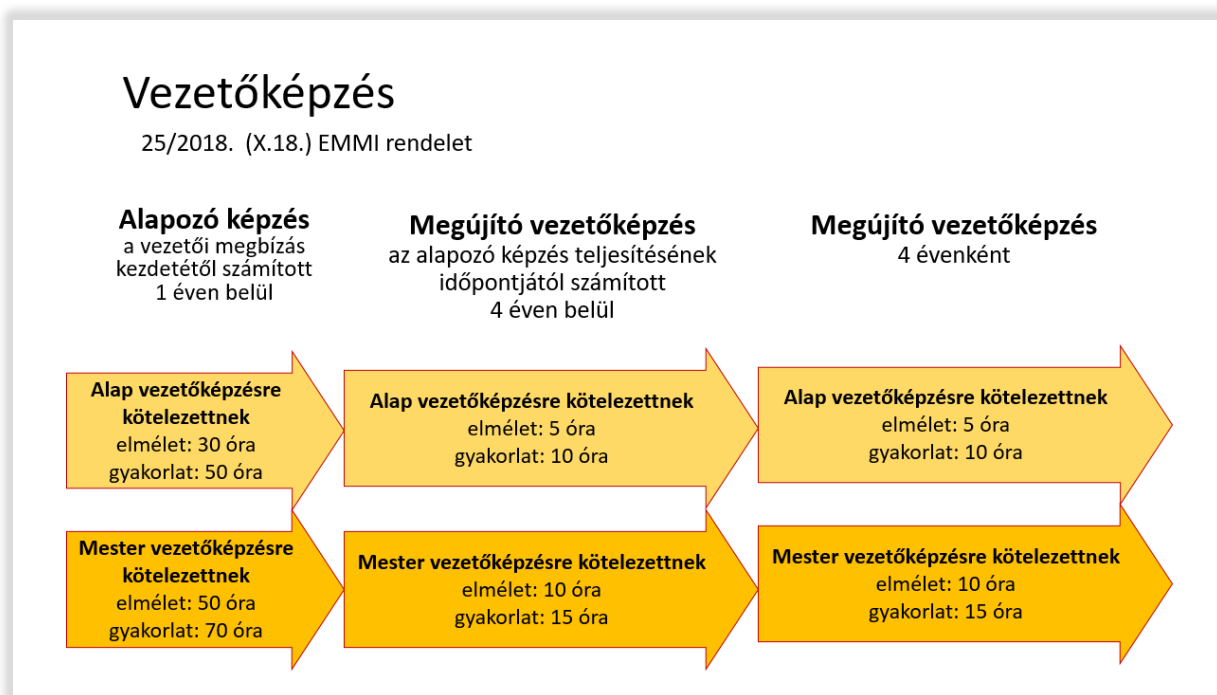 Vezetőképzés
25/2018.  (X.18.) EMMI rendelet
Alapozó képzés
a vezetői megbízás
kezdetétől számított
1 éven belül
Megújító vezetőképzés
az alapozó képzés teljesítésének
időpontjától számított
4 éven belül
Megújító vezetőképzés
4 évenként
Alap vezetőképzésre
kötelezettnek
elmélet: 30 óra
gyakorlat: 50 óra
Alap vezetőképzésre kötelezettnek
elmélet: 5 óra
gyakorlat: 10 óra
Alap vezetőképzésre kötelezettnek
elmélet: 5 óra
gyakorlat: 10 óra
Mester vezetőképzésre
kötelezettnek
elmélet: 50 óra
gyakorlat: 70 óra
Mester vezetőképzésre kötelezettnek
elmélet: 10 óra
gyakorlat: 15 óra
Mester vezetőképzésre kötelezettnek
elmélet: 10 óra
gyakorlat: 15 óra